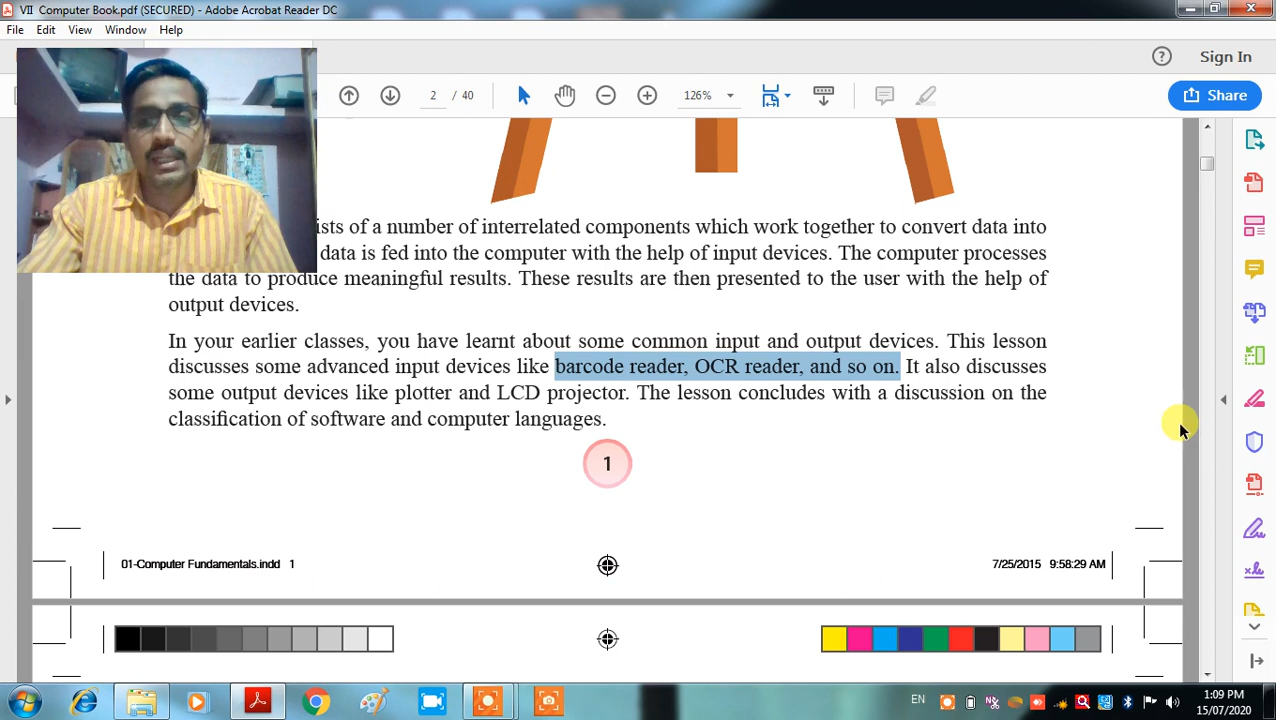 VII Computer Book.pdf (SECURED) - Adobe Acrobat Reader DC
File Edit View Window Help
Sign In
2 / 40
126%
Share
ists of a number of interrelated components which work together to convert data into
data is fed into the computer with the help of input devices. The computer processes
the data to produce meaningful results. These results are then presented to the user with the help of
output devices.
In your earlier classes, you have learnt about some common input and output devices. This lesson
discusses some advanced input devices like barcode reader, OCR reader, and so on. It also discusses
some output devices like plotter and LCD projector. The lesson concludes with a discussion on the
classification of software and computer languages.
1
01-Computer Fundamentals.indd 1
7/25/2015 9:58:29 AM
EN
1:09 PM
15/07/2020